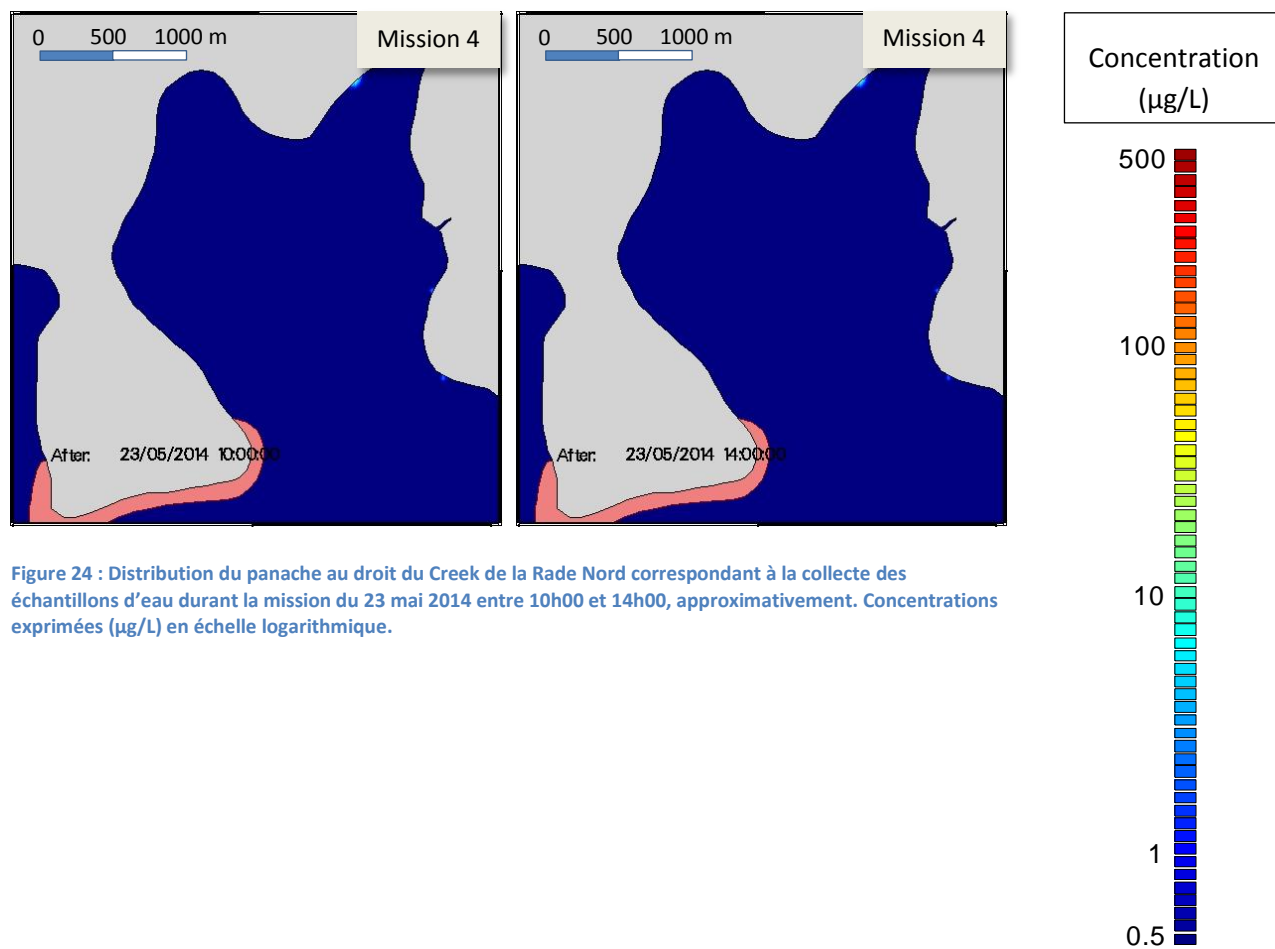 0 500 1000 m
Mission 4
0 500 1000 m
Mission 4
After: 23/05/2014 10:00:00
After: 23/05/2014 14:00:00
Concentration
(µg/L)
500
100
10
1
0.5
Figure 24 : Distribution du panache au droit du Creek de la Rade Nord correspondant à la collecte des
échantillons d’eau durant la mission du 23 mai 2014 entre 10h00 et 14h00, approximativement. Concentrations
exprimées (µg/L) en échelle logarithmique.